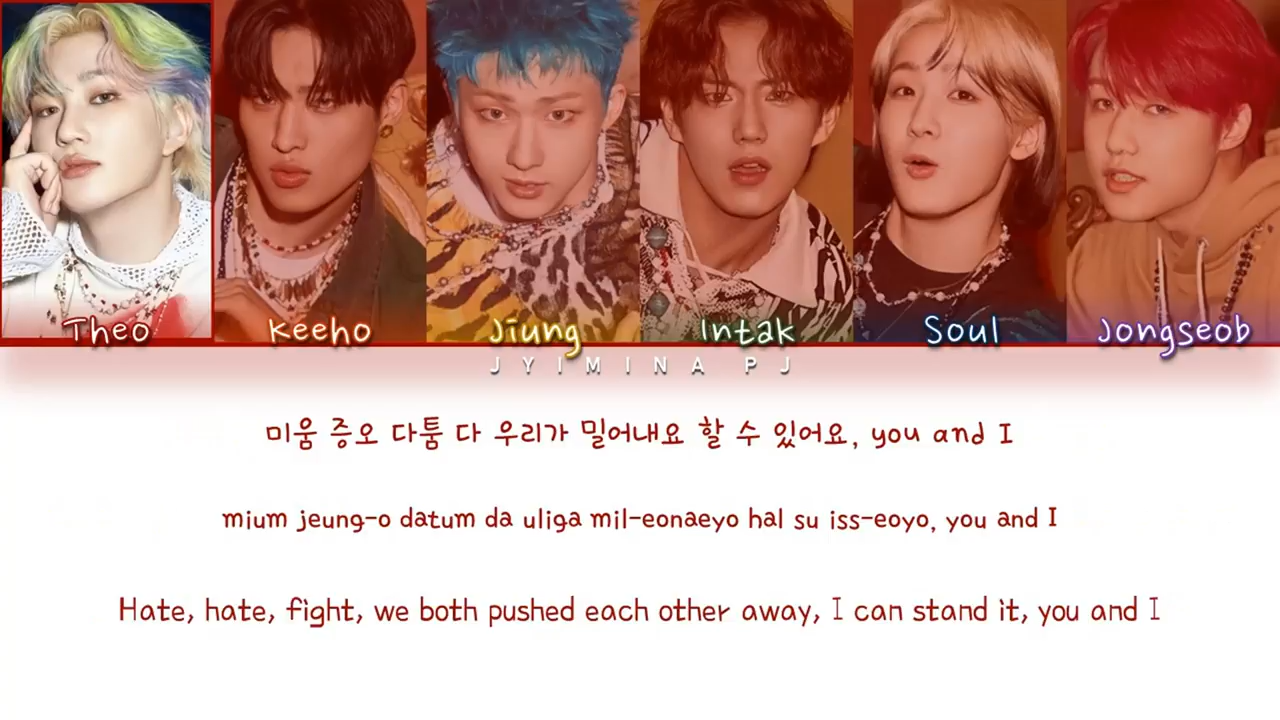 Theo Keeho Jiung Intak Soul Jongseob
JYIMINA PJ
미움 증오 다툼 다 우리가 밀어내요 할 수 있어요, you and I
mium jeung-o datum da uliga mil-eonaeyo hal su iss-eoyo, you and I
Hate, hate, fight, we both pushed each other away, I can stand it, you and I